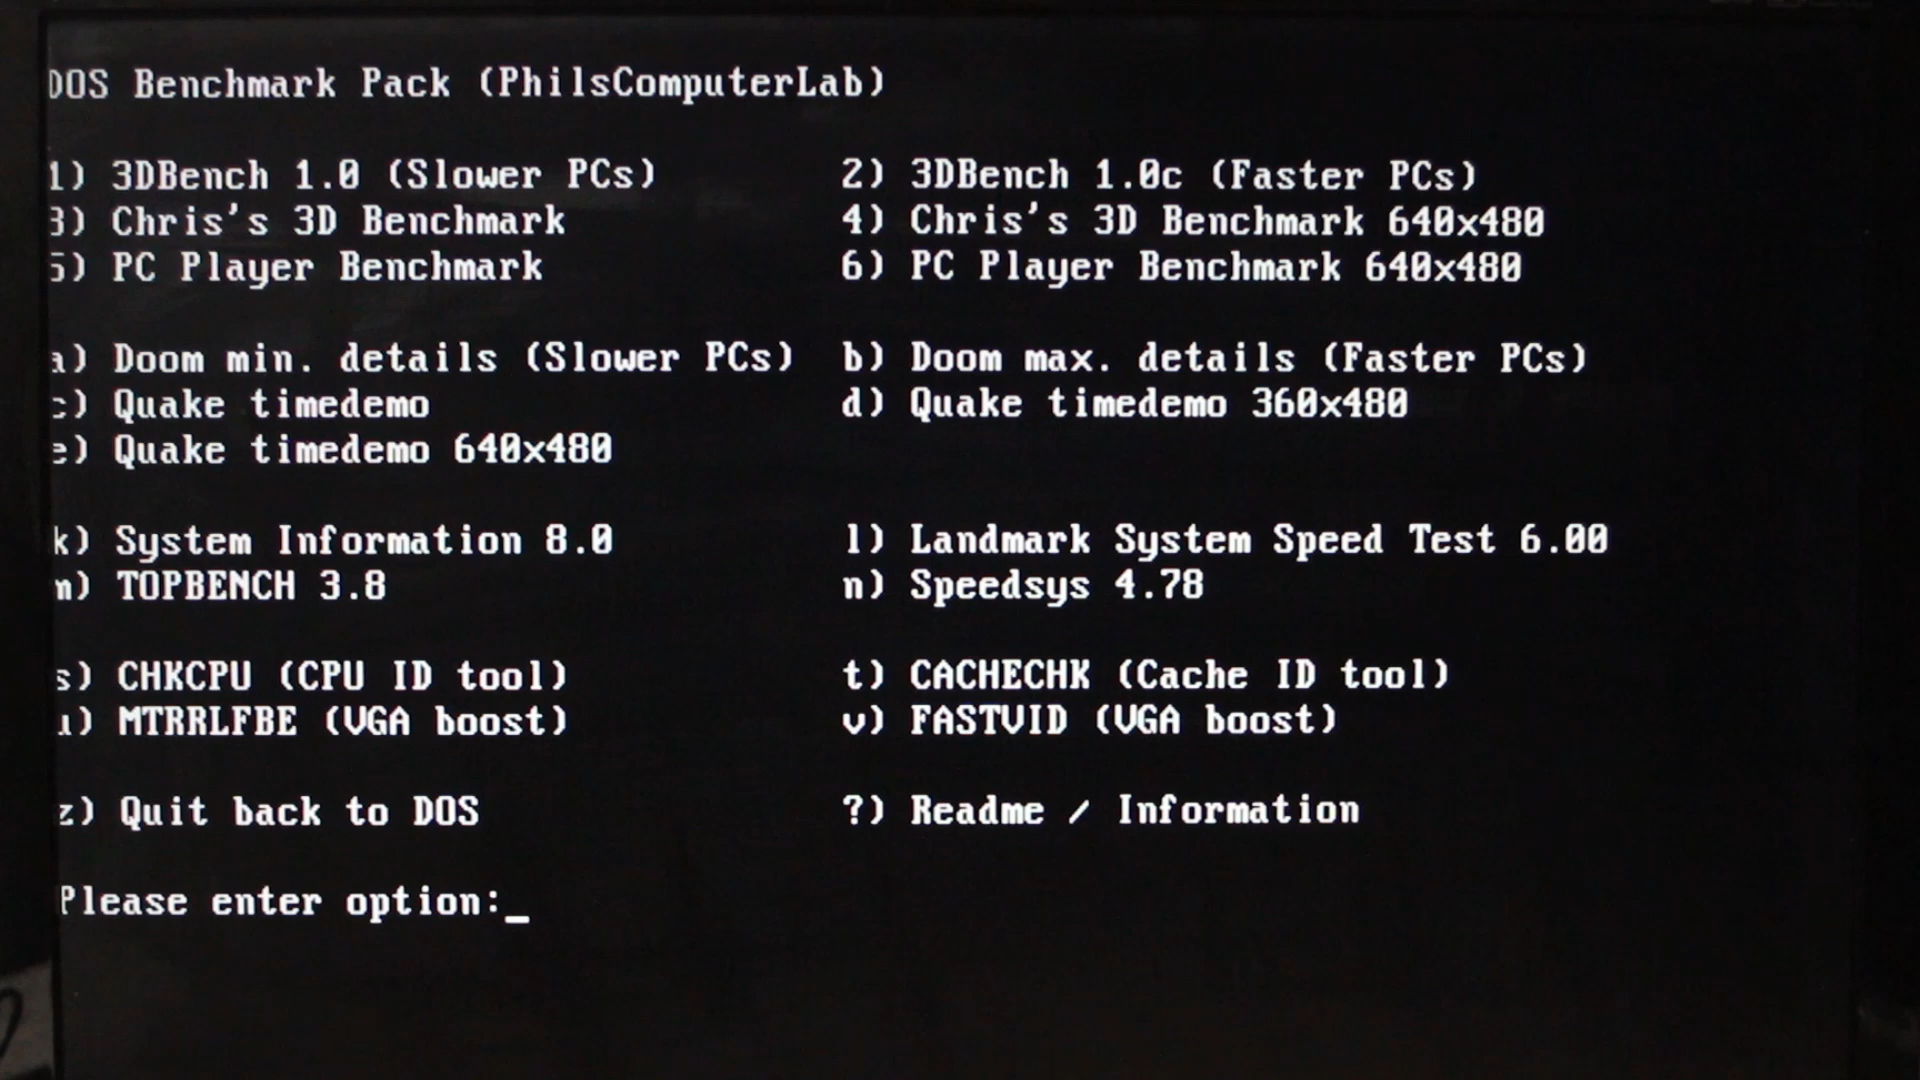 DOS Benchmark Pack (PhilsComputerLab)
1) 3DBench 1.0 (Slower PCs) 2) 3DBench 1.0c (Faster PCs)
3) Chris's 3D Benchmark 4) Chris's 3D Benchmark 640x480
5) PC Player Benchmark 6) PC Player Benchmark 640x480
a) Doom min. details (Slower PCs) b) Doom max. details (Faster PCs)
c) Quake timedemo d) Quake timedemo 360x480
e) Quake timedemo 640x480
k) System Information 8.0 l) Landmark System Speed Test 6.00
m) TOPBENCH 3.8 n) Speedsys 4.78
s) CHKCPU (CPU ID tool) t) CACHECHK (Cache ID tool)
u) MTRRLFBE (VGA boost) v) FASTVID (VGA boost)
z) Quit back to DOS ?) Readme / Information
Please enter option:_